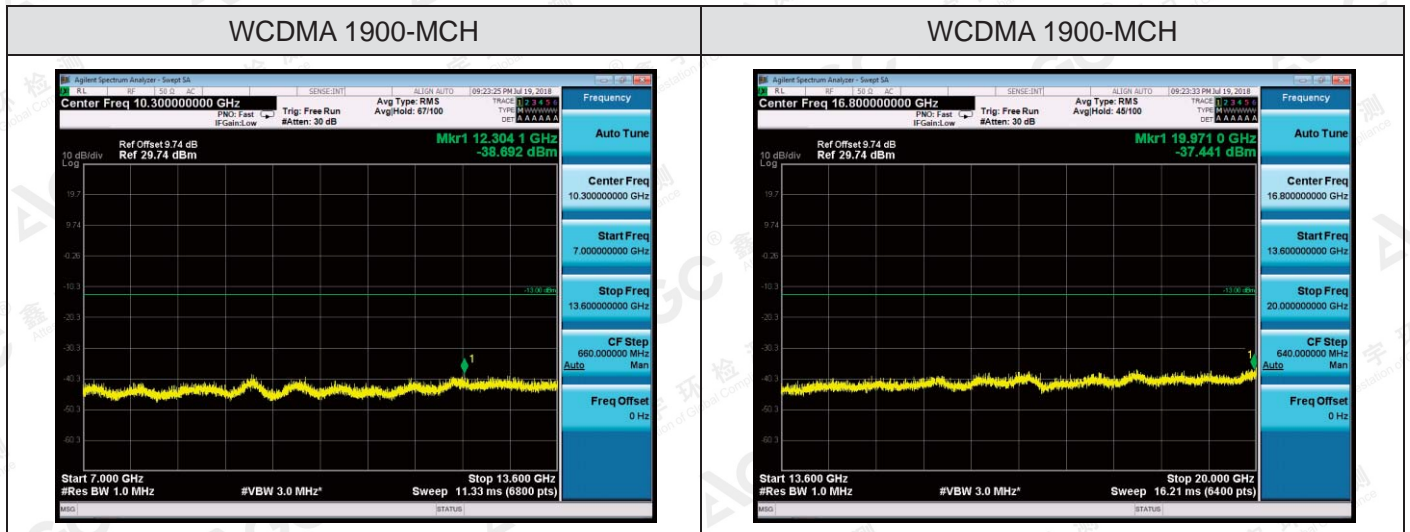 WCDMA 1900-MCH
Agilent Spectrum Analyzer - Swept SA
RL RF 50 Ω AC SENSE:INT ALIGN AUTO 09:23:25 PM Jul 19, 2018
Center Freq 10.300000000 GHz
PNO: Fast Trig: Free Run
IFGain:Low #Atten: 30 dB
Avg Type: RMS
Avg|Hold: 67/100
TRACE 1 2 3 4 5 6
TYPE M WWWWW
DET A A A A A A
Ref Offset 9.74 dB
10 dB/div Ref 29.74 dBm
Log
Mkr1 12.304 1 GHz
-38.692 dBm
19.7
9.74
-0.26
-10.3
-13.00 dBm
-20.3
-30.3
-40.3
-50.3
-60.3
1
Start 7.000 GHz Stop 13.600 GHz
#Res BW 1.0 MHz #VBW 3.0 MHz* Sweep 11.33 ms (6800 pts)
MSG STATUS
Frequency
Auto Tune
Center Freq
10.300000000 GHz
Start Freq
7.000000000 GHz
Stop Freq
13.600000000 GHz
CF Step
660.000000 MHz
Auto Man
Freq Offset
0 Hz
WCDMA 1900-MCH
Agilent Spectrum Analyzer - Swept SA
RL RF 50 Ω AC SENSE:INT ALIGN AUTO 09:23:33 PM Jul 19, 2018
Center Freq 16.800000000 GHz
PNO: Fast Trig: Free Run
IFGain:Low #Atten: 30 dB
Avg Type: RMS
Avg|Hold: 45/100
TRACE 1 2 3 4 5 6
TYPE M WWWWW
DET A A A A A A
Ref Offset 9.74 dB
10 dB/div Ref 29.74 dBm
Log
Mkr1 19.971 0 GHz
-37.441 dBm
19.7
9.74
-0.26
-10.3
-13.00 dBm
-20.3
-30.3
-40.3
-50.3
-60.3
1
Start 13.600 GHz Stop 20.000 GHz
#Res BW 1.0 MHz #VBW 3.0 MHz* Sweep 16.21 ms (6400 pts)
MSG STATUS
Frequency
Auto Tune
Center Freq
16.800000000 GHz
Start Freq
13.600000000 GHz
Stop Freq
20.000000000 GHz
CF Step
640.000000 MHz
Auto Man
Freq Offset
0 Hz